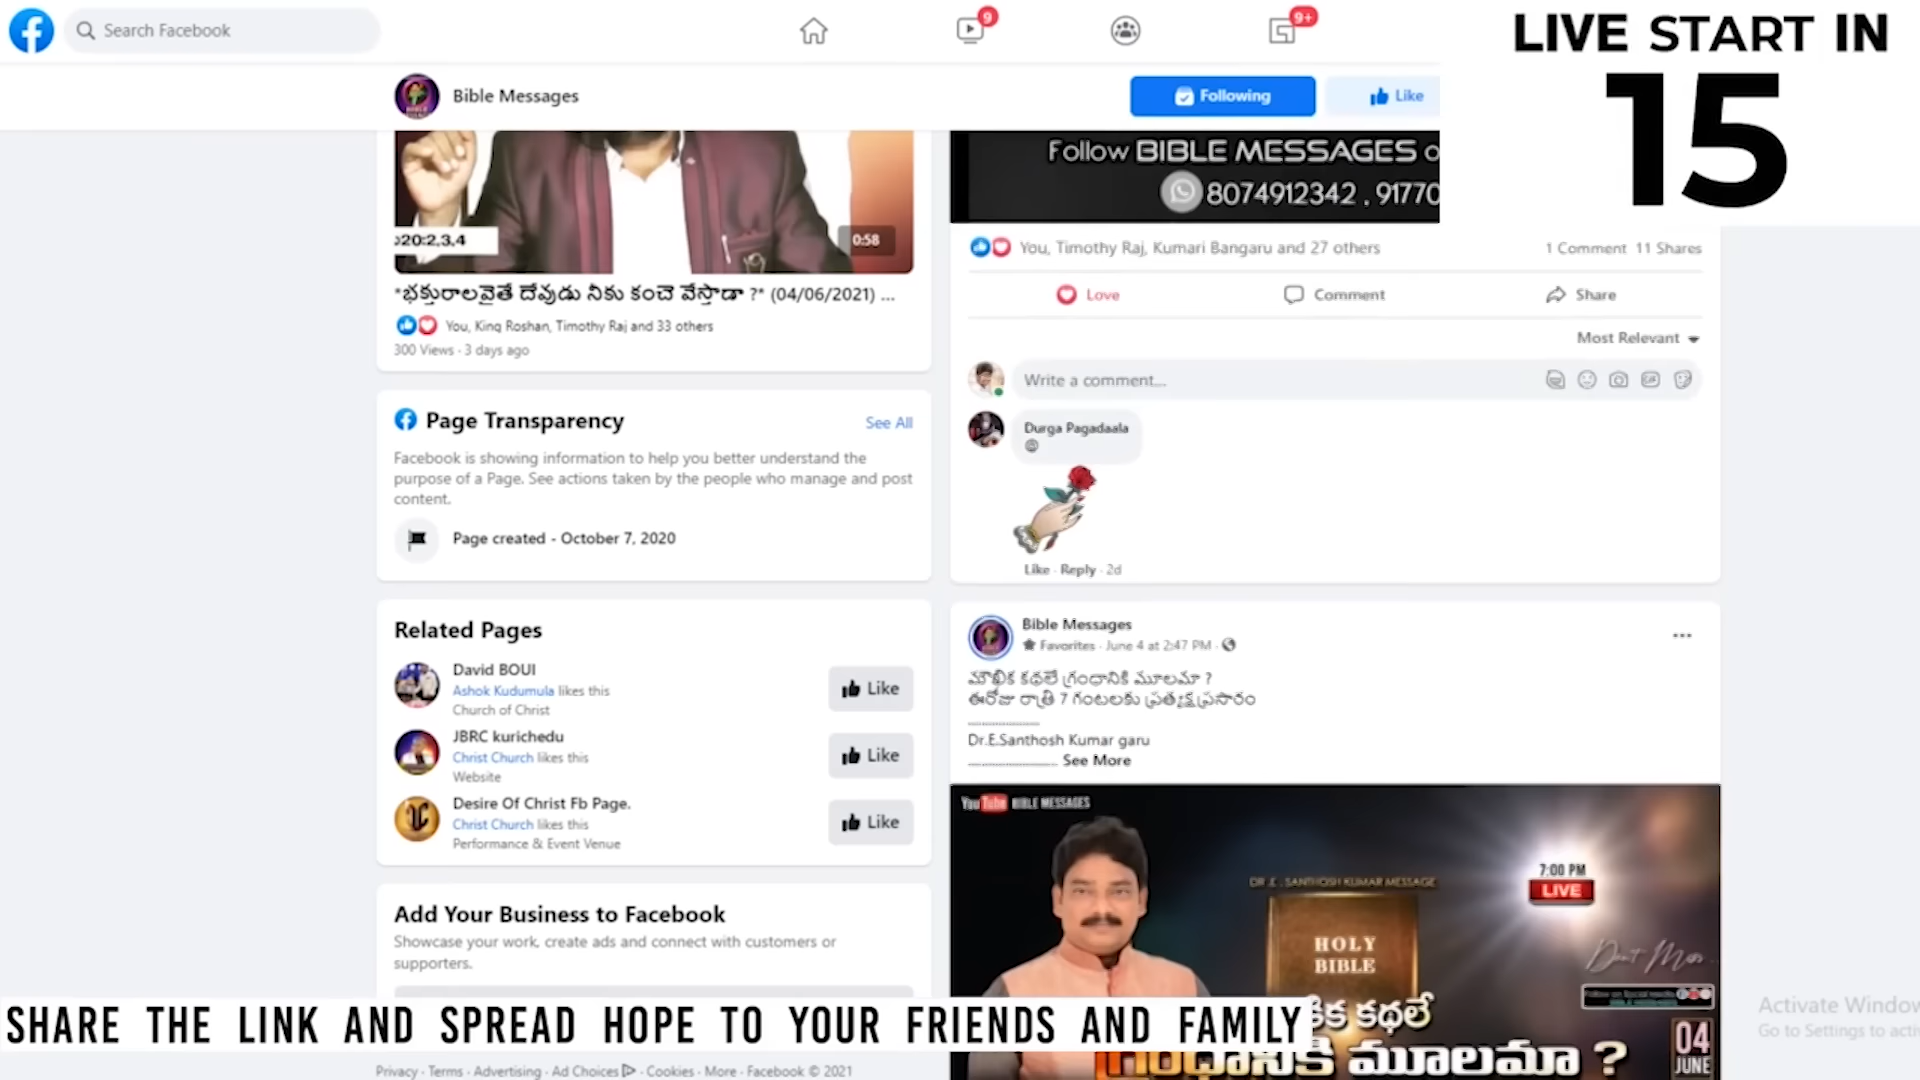 Search Facebook
9
9+
LIVE START IN
15
Bible Messages
Following
Like
20:2,3,4
0:58
*భక్తురాలవైతే దేవుడు నీకు కంచె వేస్తాడా ?* (04/06/2021) ...
You, King Roshan, Timothy Raj and 33 others
300 Views · 3 days ago
Page Transparency
See All
Facebook is showing information to help you better understand the
purpose of a Page. See actions taken by the people who manage and post
content.
Page created - October 7, 2020
Related Pages
David BOUI
Ashok Kudumula likes this
Church of Christ
Like
JBRC kurichedu
Christ Church likes this
Website
Like
Desire Of Christ Fb Page.
Christ Church likes this
Performance & Event Venue
Like
Add Your Business to Facebook
Showcase your work, create ads and connect with customers or
supporters.
Follow BIBLE MESSAGES
8074912342 , 91770
You, Timothy Raj, Kumari Bangaru and 27 others
1 Comment 11 Shares
Love
Comment
Share
Most Relevant
Write a comment...
Durga Pagadaala
Like · Reply · 2d
Bible Messages
Favorites · June 4 at 2:47 PM ·
మౌఖిక కథలే గ్రంధానికి మూలమా ?
ఈరోజు రాత్రి 7 గంటలకు ప్రత్యక్ష ప్రసారం
Dr.E.Santhosh Kumar garu
See More
YouTube BIBLE MESSAGES
DR .E . SANTHOSH KUMAR MESSAGE
7:00 PM
LIVE
HOLY
BIBLE
కథలే
గ్రంధానికి మూలమా ?
04
JUNE
SHARE THE LINK AND SPREAD HOPE TO YOUR FRIENDS AND FAMILY
Activate Window
Go to Settings to acti
Privacy · Terms · Advertising · Ad Choices · Cookies · More · Facebook © 2021